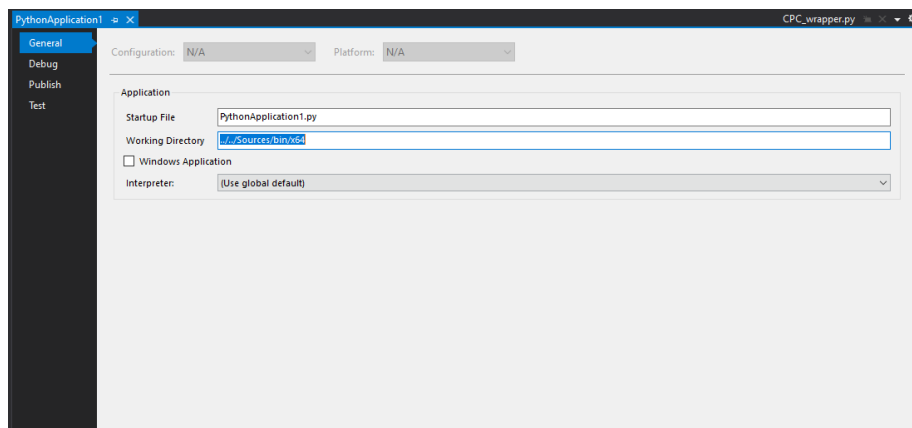 PythonApplication1
CPC_wrapper.py
General
Debug
Publish
Test
Configuration: N/A Platform: N/A
Application
Startup File PythonApplication1.py
Working Directory ../../Sources/bin/x64
Windows Application
Interpreter: (Use global default)